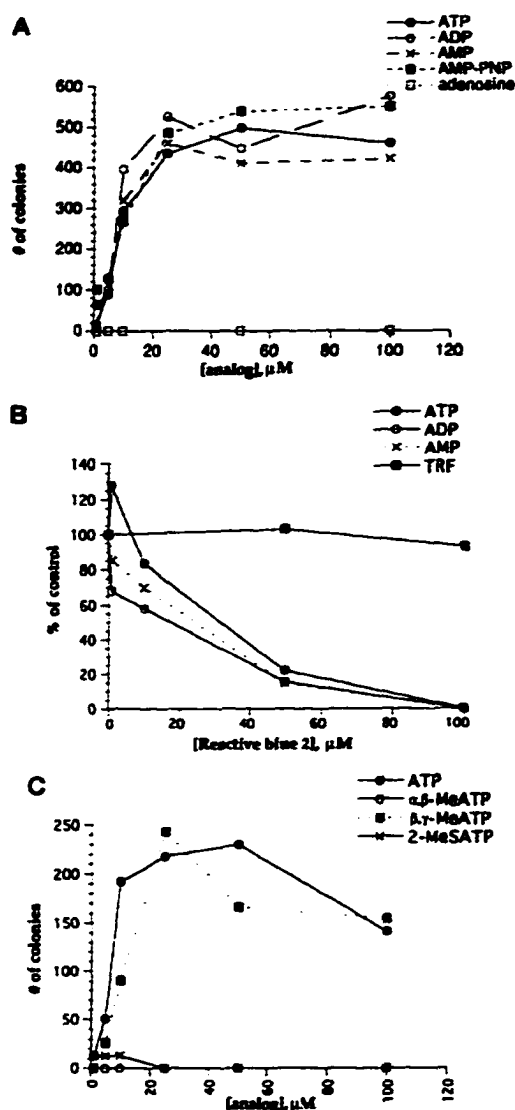 A
ATP
ADP
AMP
AMP-PNP
adenosine
600
500
400
300
200
100
0
# of colonies
0 20 40 60 80 100 120
[analog], μM
B
ATP
ADP
AMP
TRF
140
120
100
80
60
40
20
0
% of control
0 20 40 60 80 100
[Reactive blue 2], μM
C
ATP
α,β-MeATP
β,γ-MeATP
2-MeSATP
250
200
150
100
50
0
# of colonies
0 20 40 60 80 100 120
[analog], μM